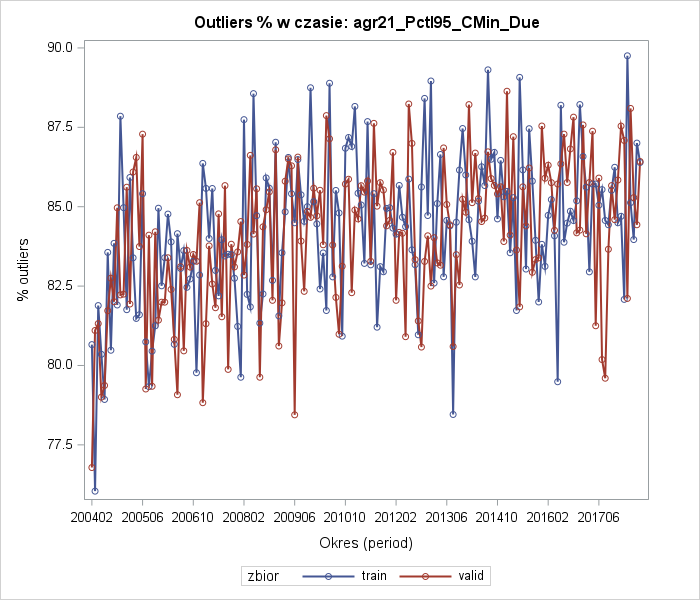 Outliers % w czasie: agr21_Pctl95_CMin_Due
% outliers
90.0
87.5
85.0
82.5
80.0
77.5
200402 200506 200610 200802 200906 201010 201202 201306 201410 201602 201706
Okres (period)
zbior train valid